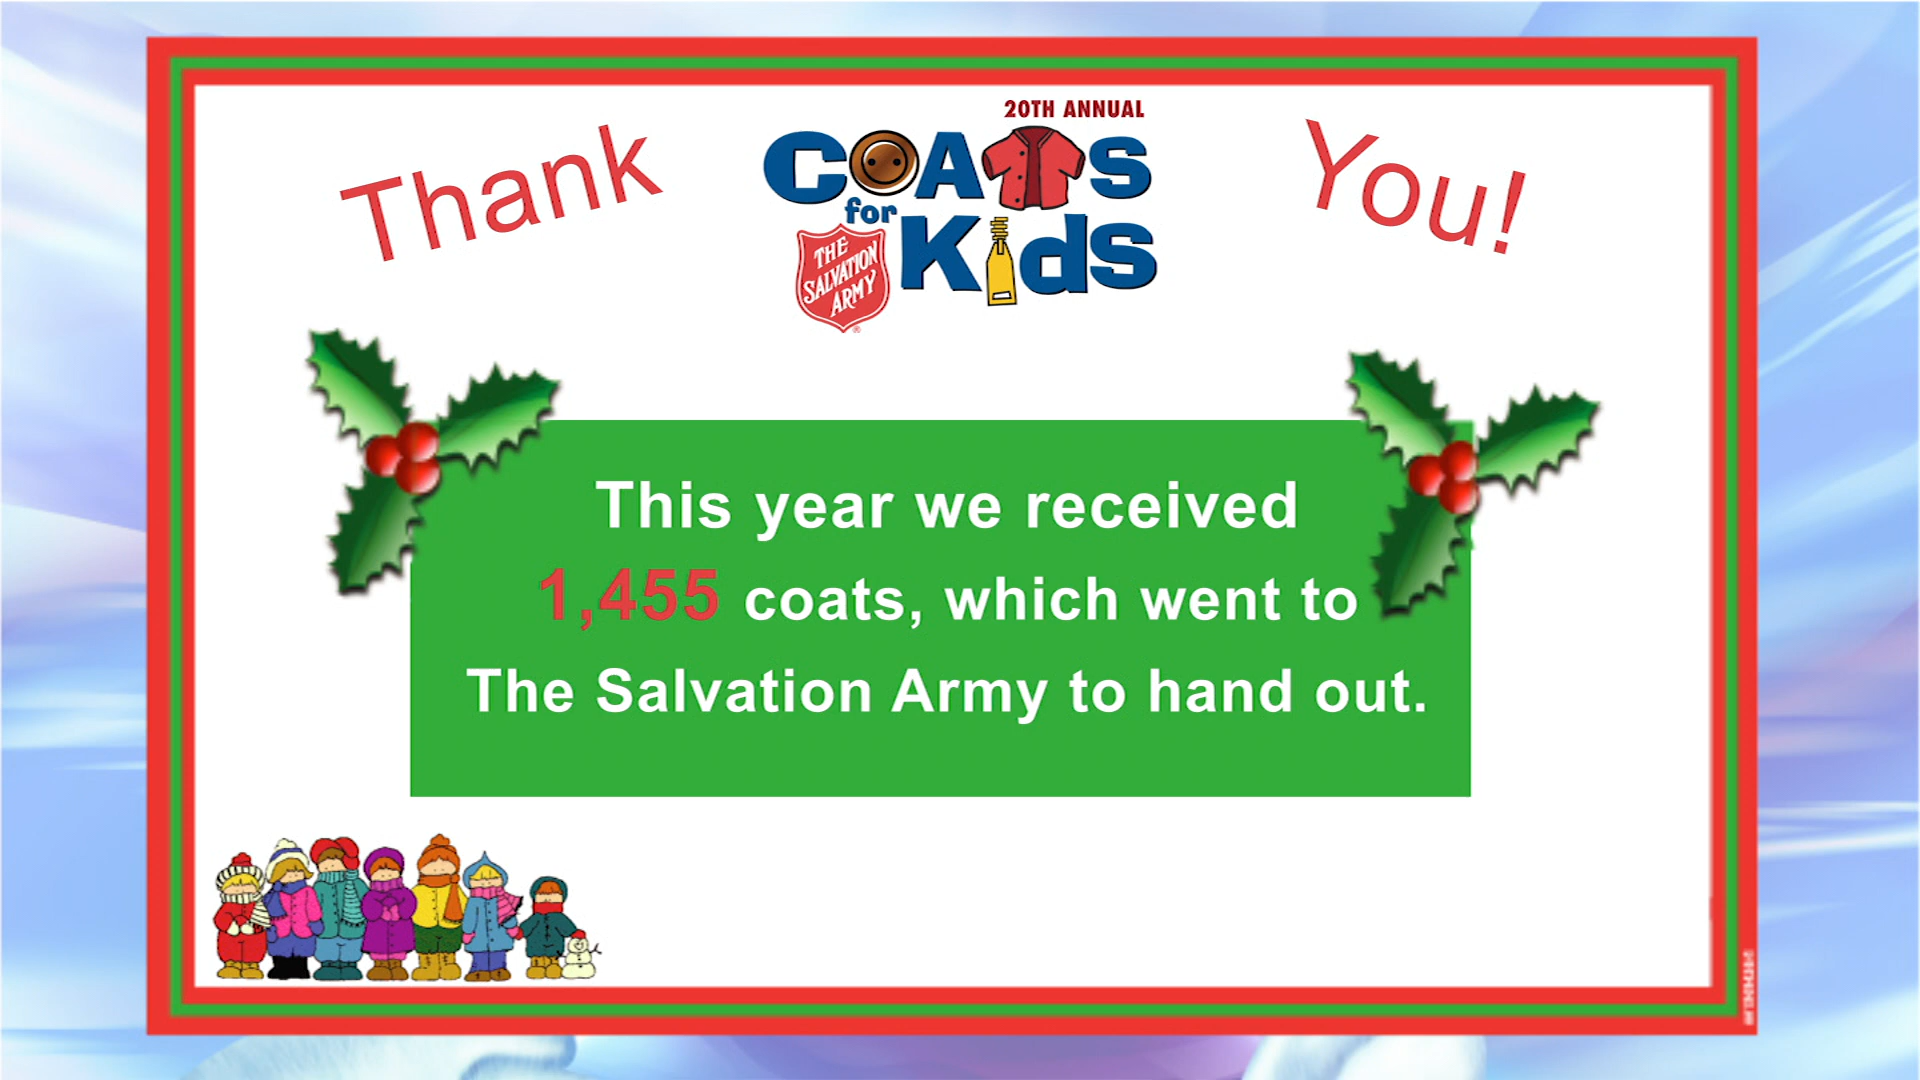 Thank
You!
20TH ANNUAL
COATS
for
KIds
THE
SALVATION
ARMY
®
This year we received
1,455 coats, which went to
The Salvation Army to hand out.